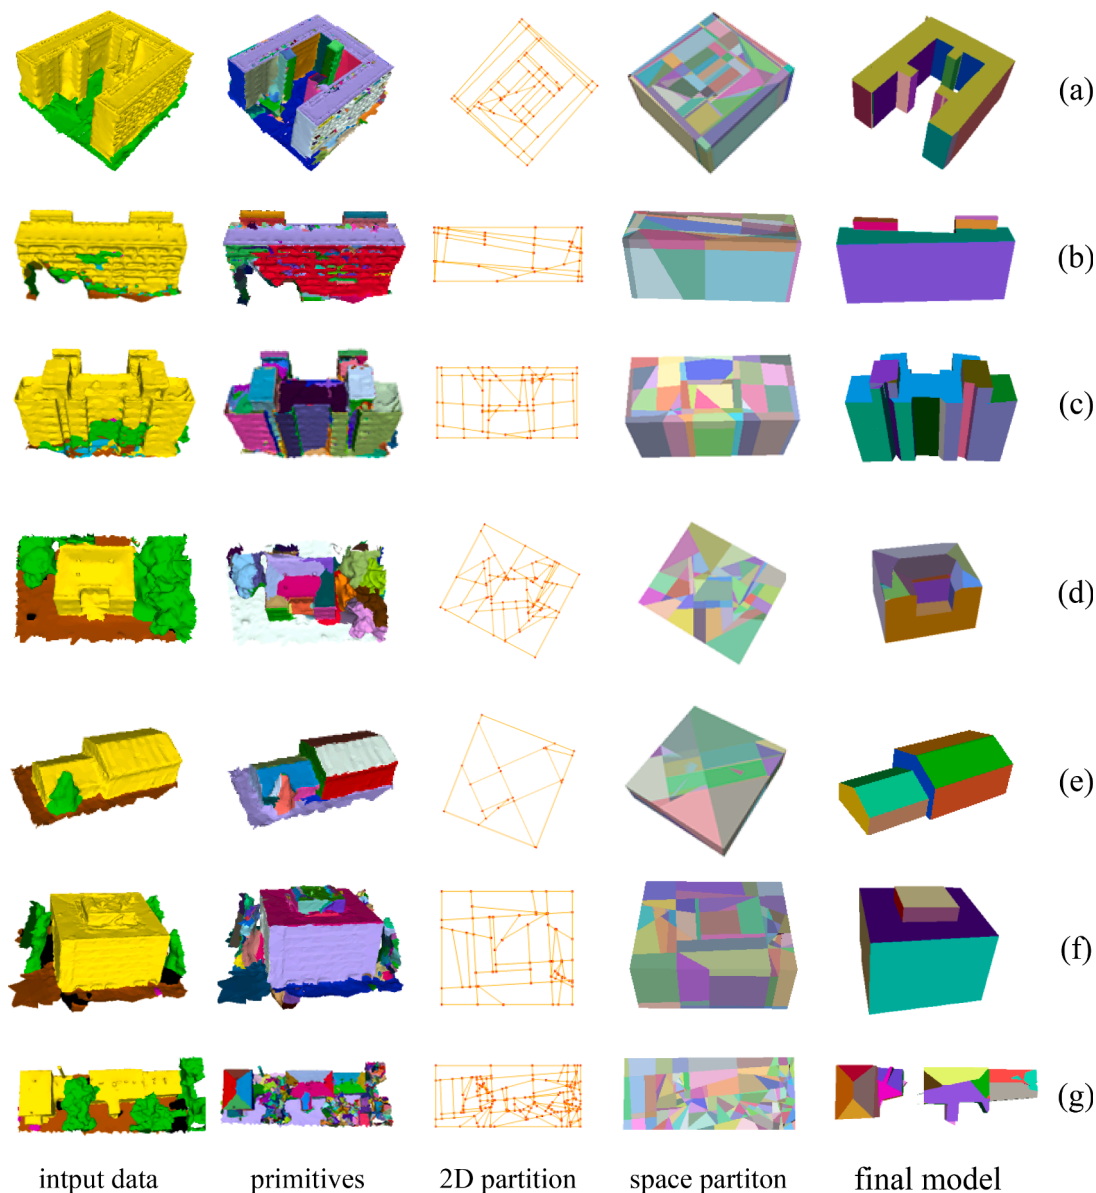 (a)
(b)
(c)
(d)
(e)
(f)
(g)
intput data primitives 2D partition space partiton final model